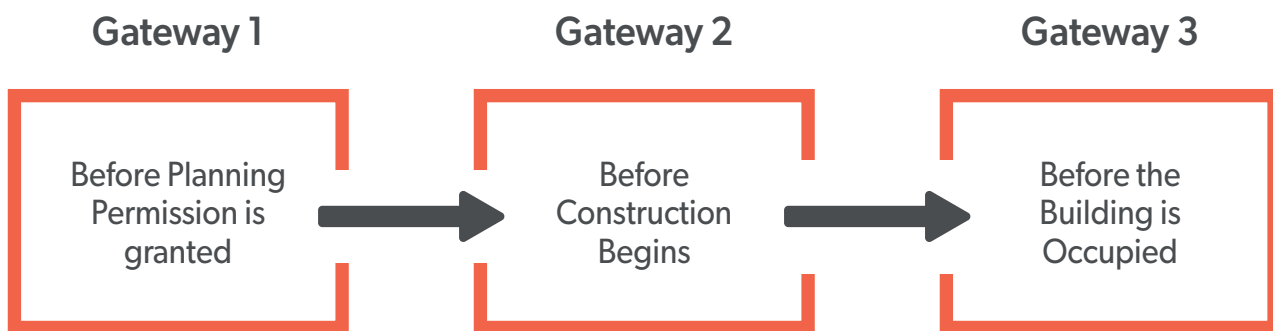 Gateway 1
Gateway 2
Gateway 3
Before Planning
Permission is
granted
Before
Construction
Begins
Before the
Building is
Occupied